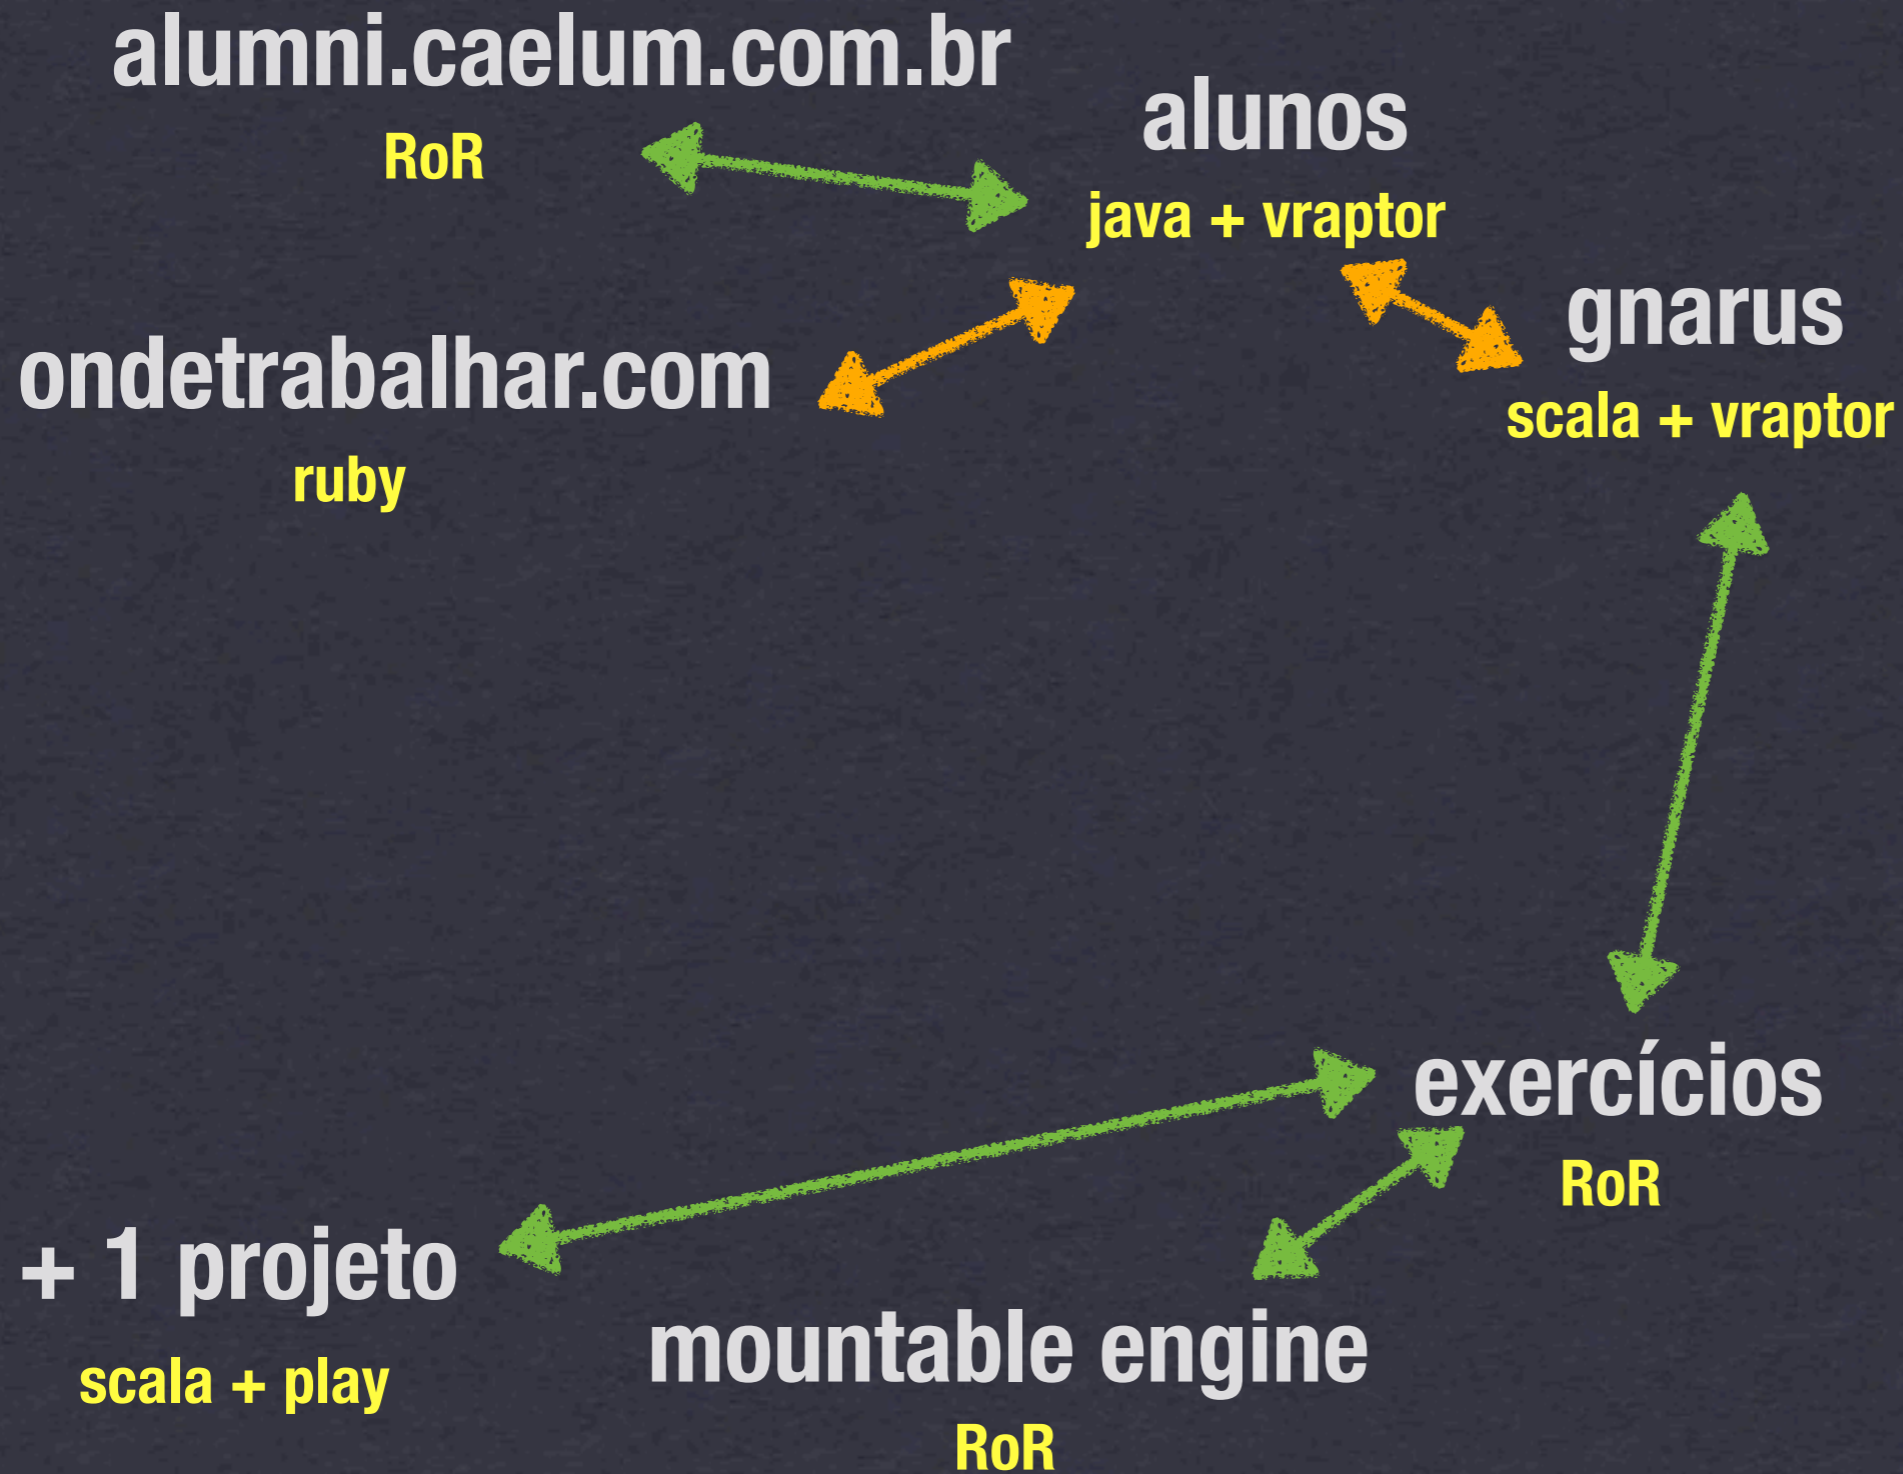 alumni.caelum.com.br
RoR
alunos
java + vraptor
gnarus
scala + vraptor
ondetrabalhar.com
ruby
exercícios
RoR
+ 1 projeto
scala + play
mountable engine
RoR